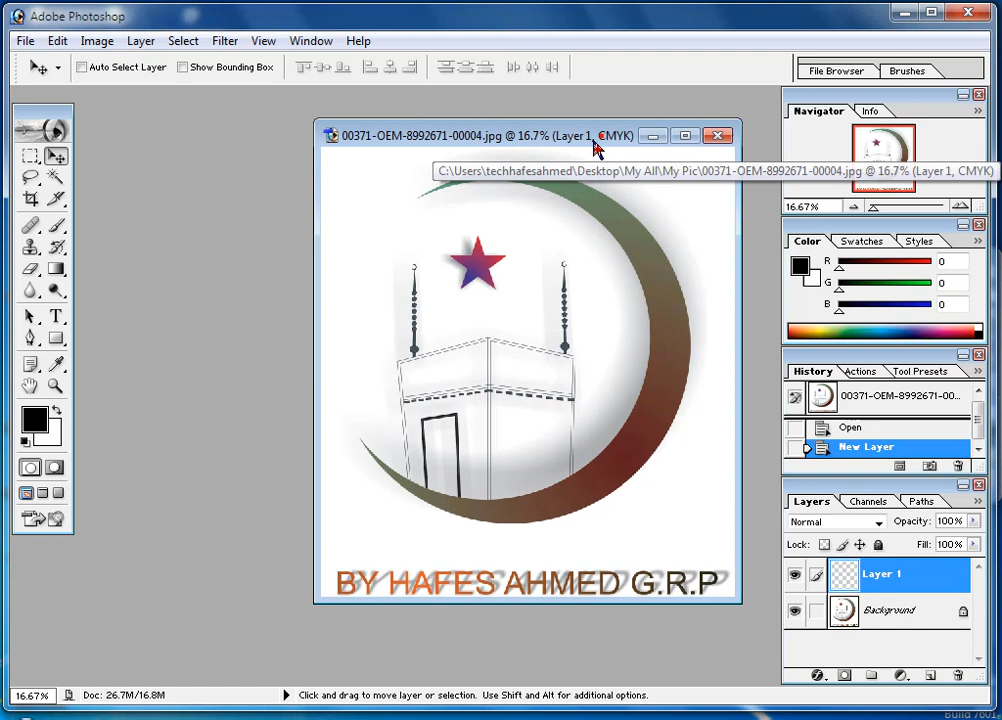 Adobe Photoshop
File Edit Image Layer Select Filter View Window Help
Auto Select Layer Show Bounding Box File Browser Brushes
00371-OEM-8992671-00004.jpg @ 16.7% (Layer 1, CMYK)
C:\Users\techhafesahmed\Desktop\My All\My Pic\00371-OEM-8992671-00004.jpg @ 16.7% (Layer 1, CMYK)
Navigator Info
16.67%
Color Swatches Styles
R 0
G 0
B 0
History Actions Tool Presets
00371-OEM-8992671-00...
Open
New Layer
Layers Channels Paths
Normal Opacity: 100%
Lock: Fill: 100%
Layer 1
Background
BY HAFES AHMED G.R.P
16.67% Doc: 26.7M/16.8M Click and drag to move layer or selection. Use Shift and Alt for additional options.
Build 7601